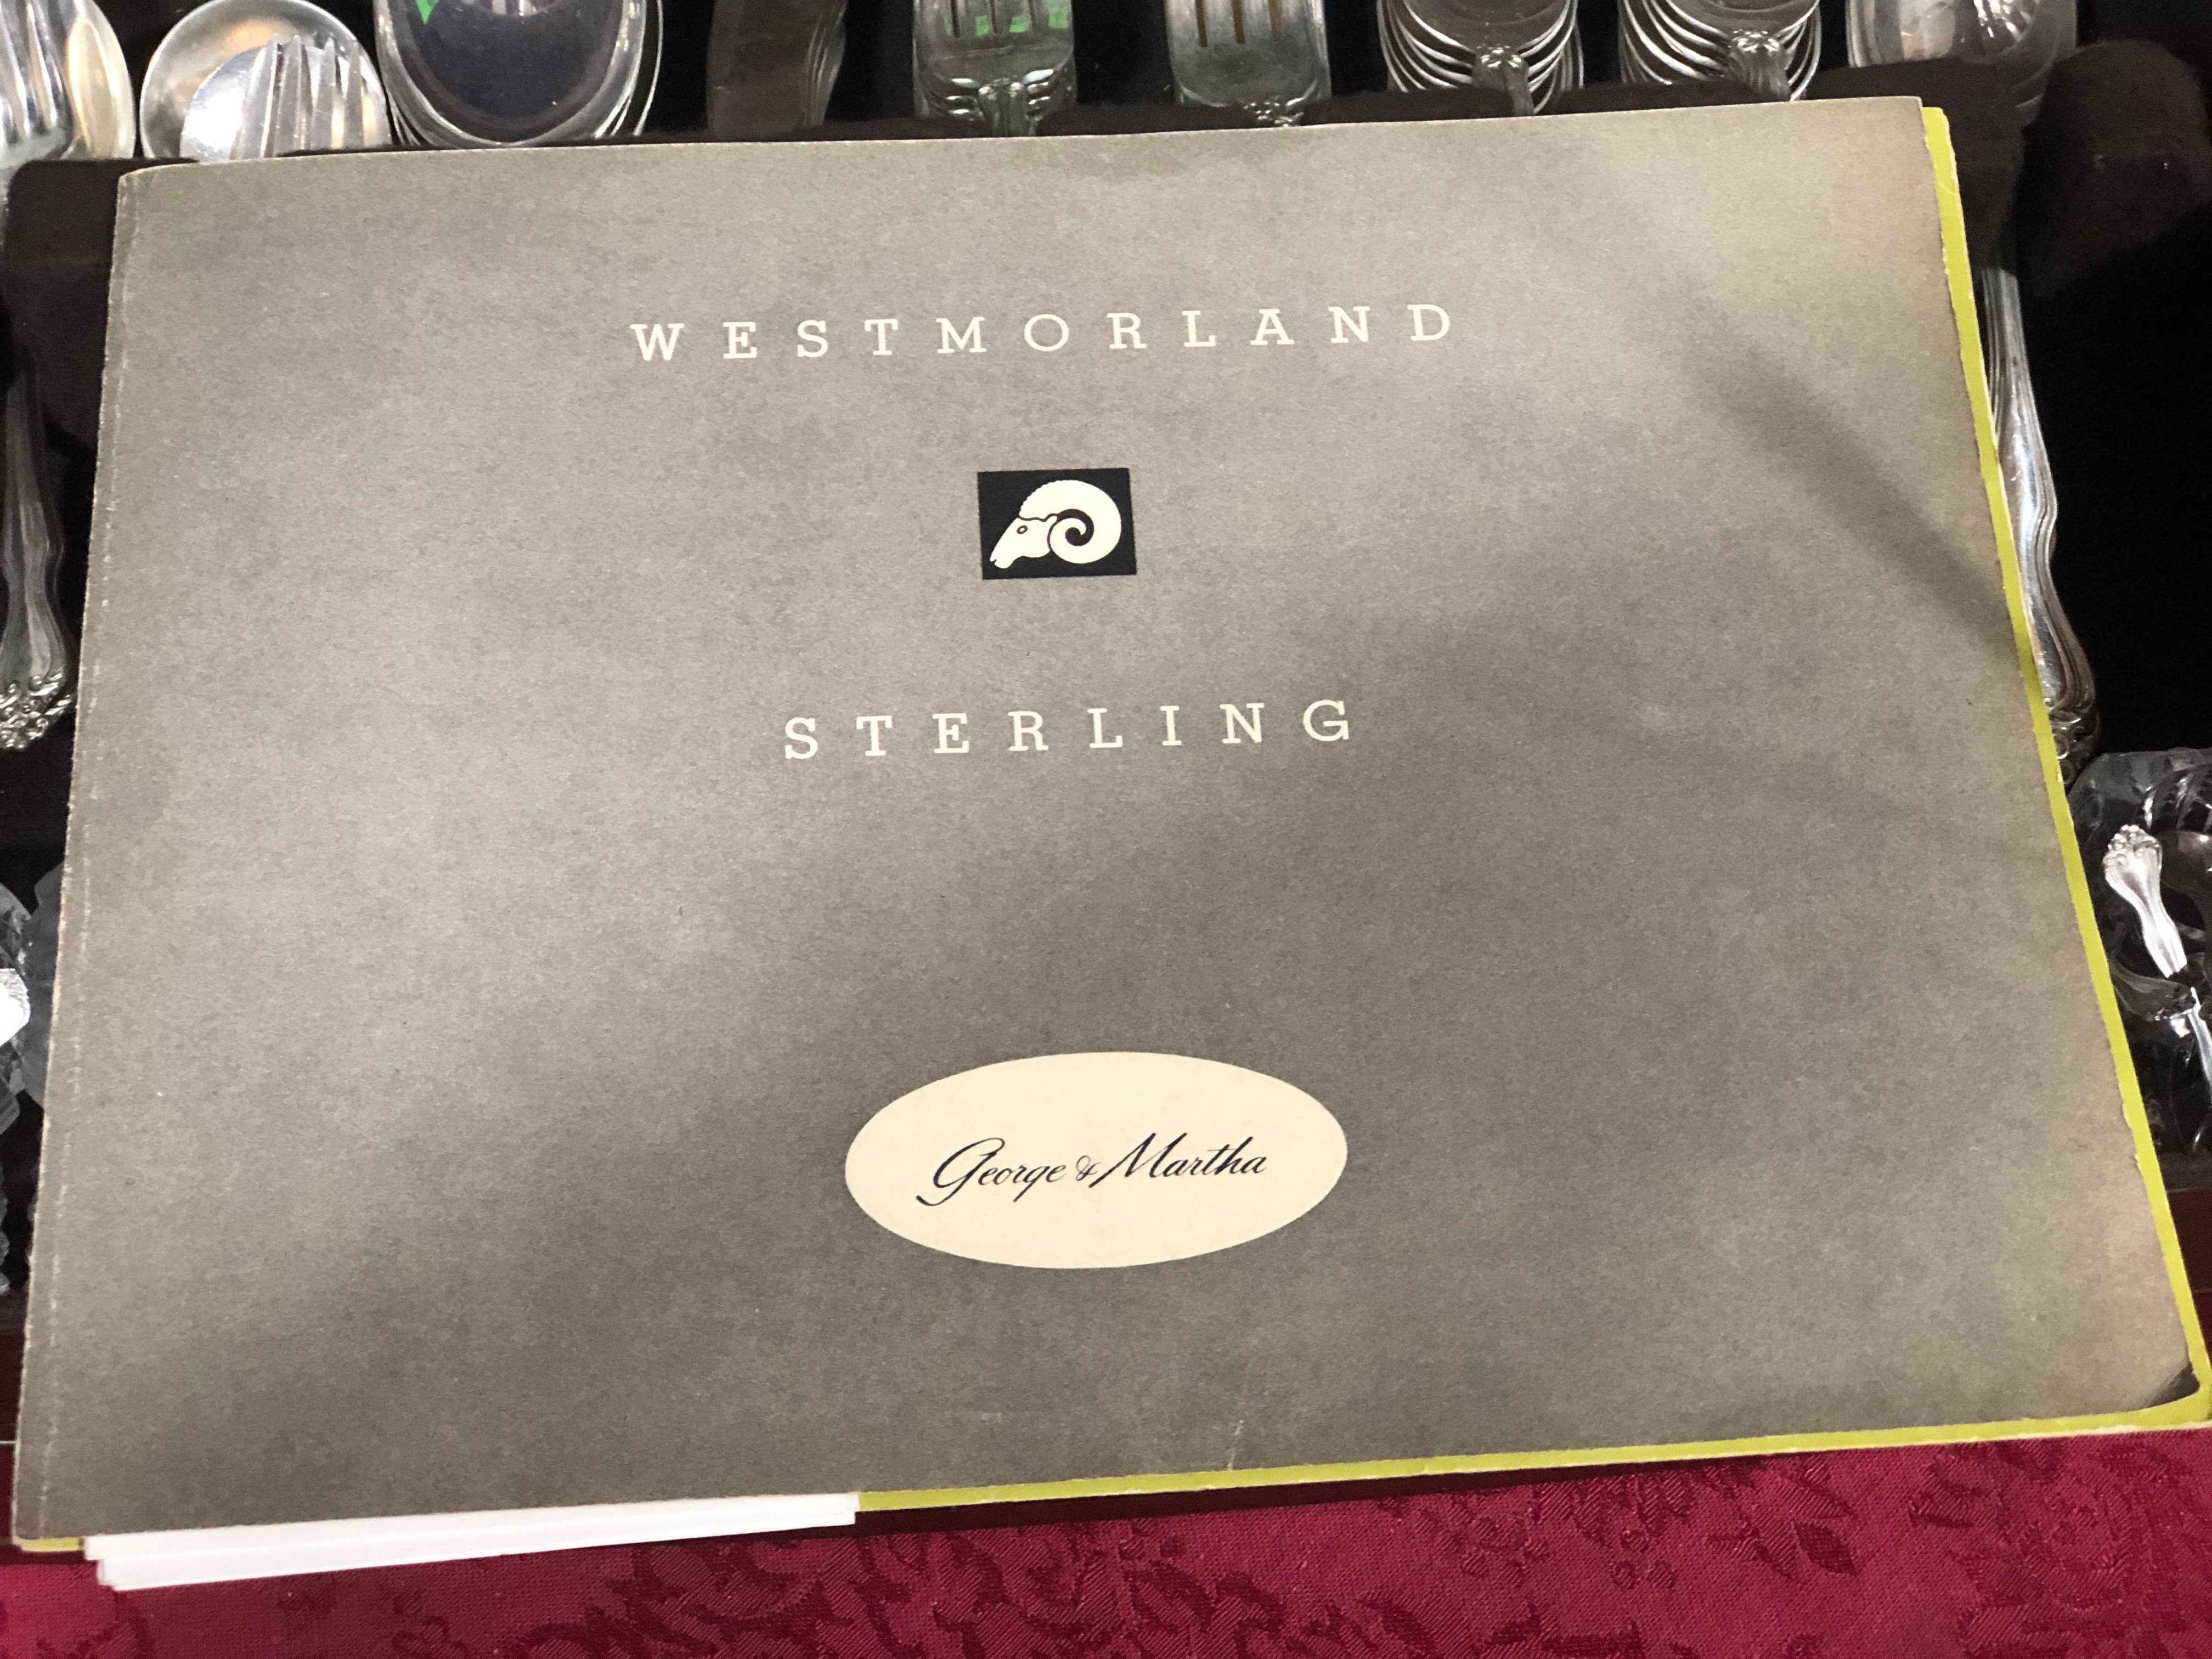 WESTMORLAND
STERLING
George & Martha